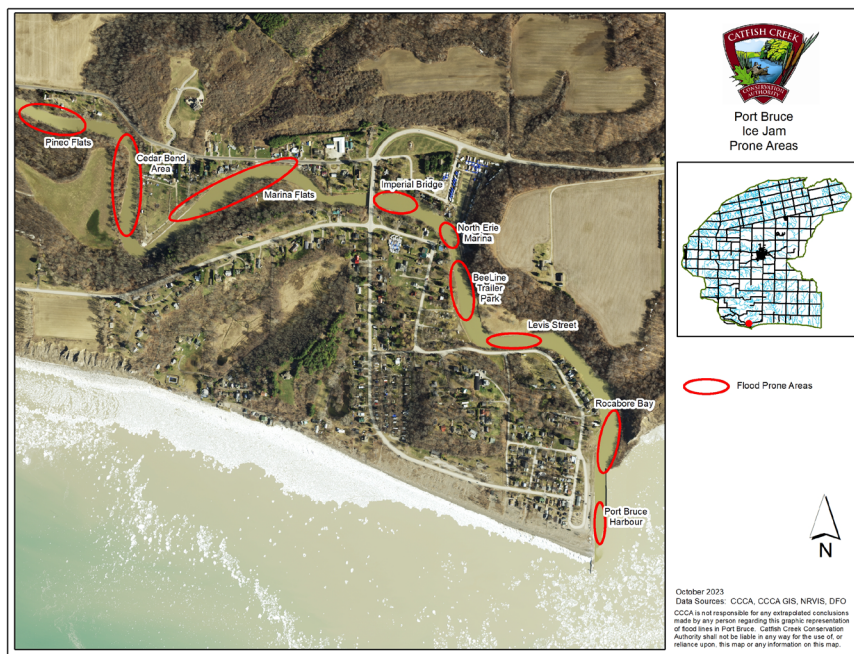 CATFISH CREEK
CONSERVATION
AUTHORITY
Port Bruce
Ice Jam
Prone Areas
Pineo Flats
Cedar Bend
Area
Marina Flats
Imperial Bridge
North Erie
Marina
BeeLine
Trailer
Park
Levis Street
Rocabore Bay
Port Bruce
Harbour
Flood Prone Areas
N
October 2023
Data Sources: CCCA, CCCA GIS, NRVIS, DFO
CCCA is not responsible for any extrapolated conclusions
made by any person regarding this graphic representation
of flood lines in Port Bruce. Catfish Creek Conservation
Authority shall not be liable in any way for the use of, or
reliance upon, this map or any information on this map.